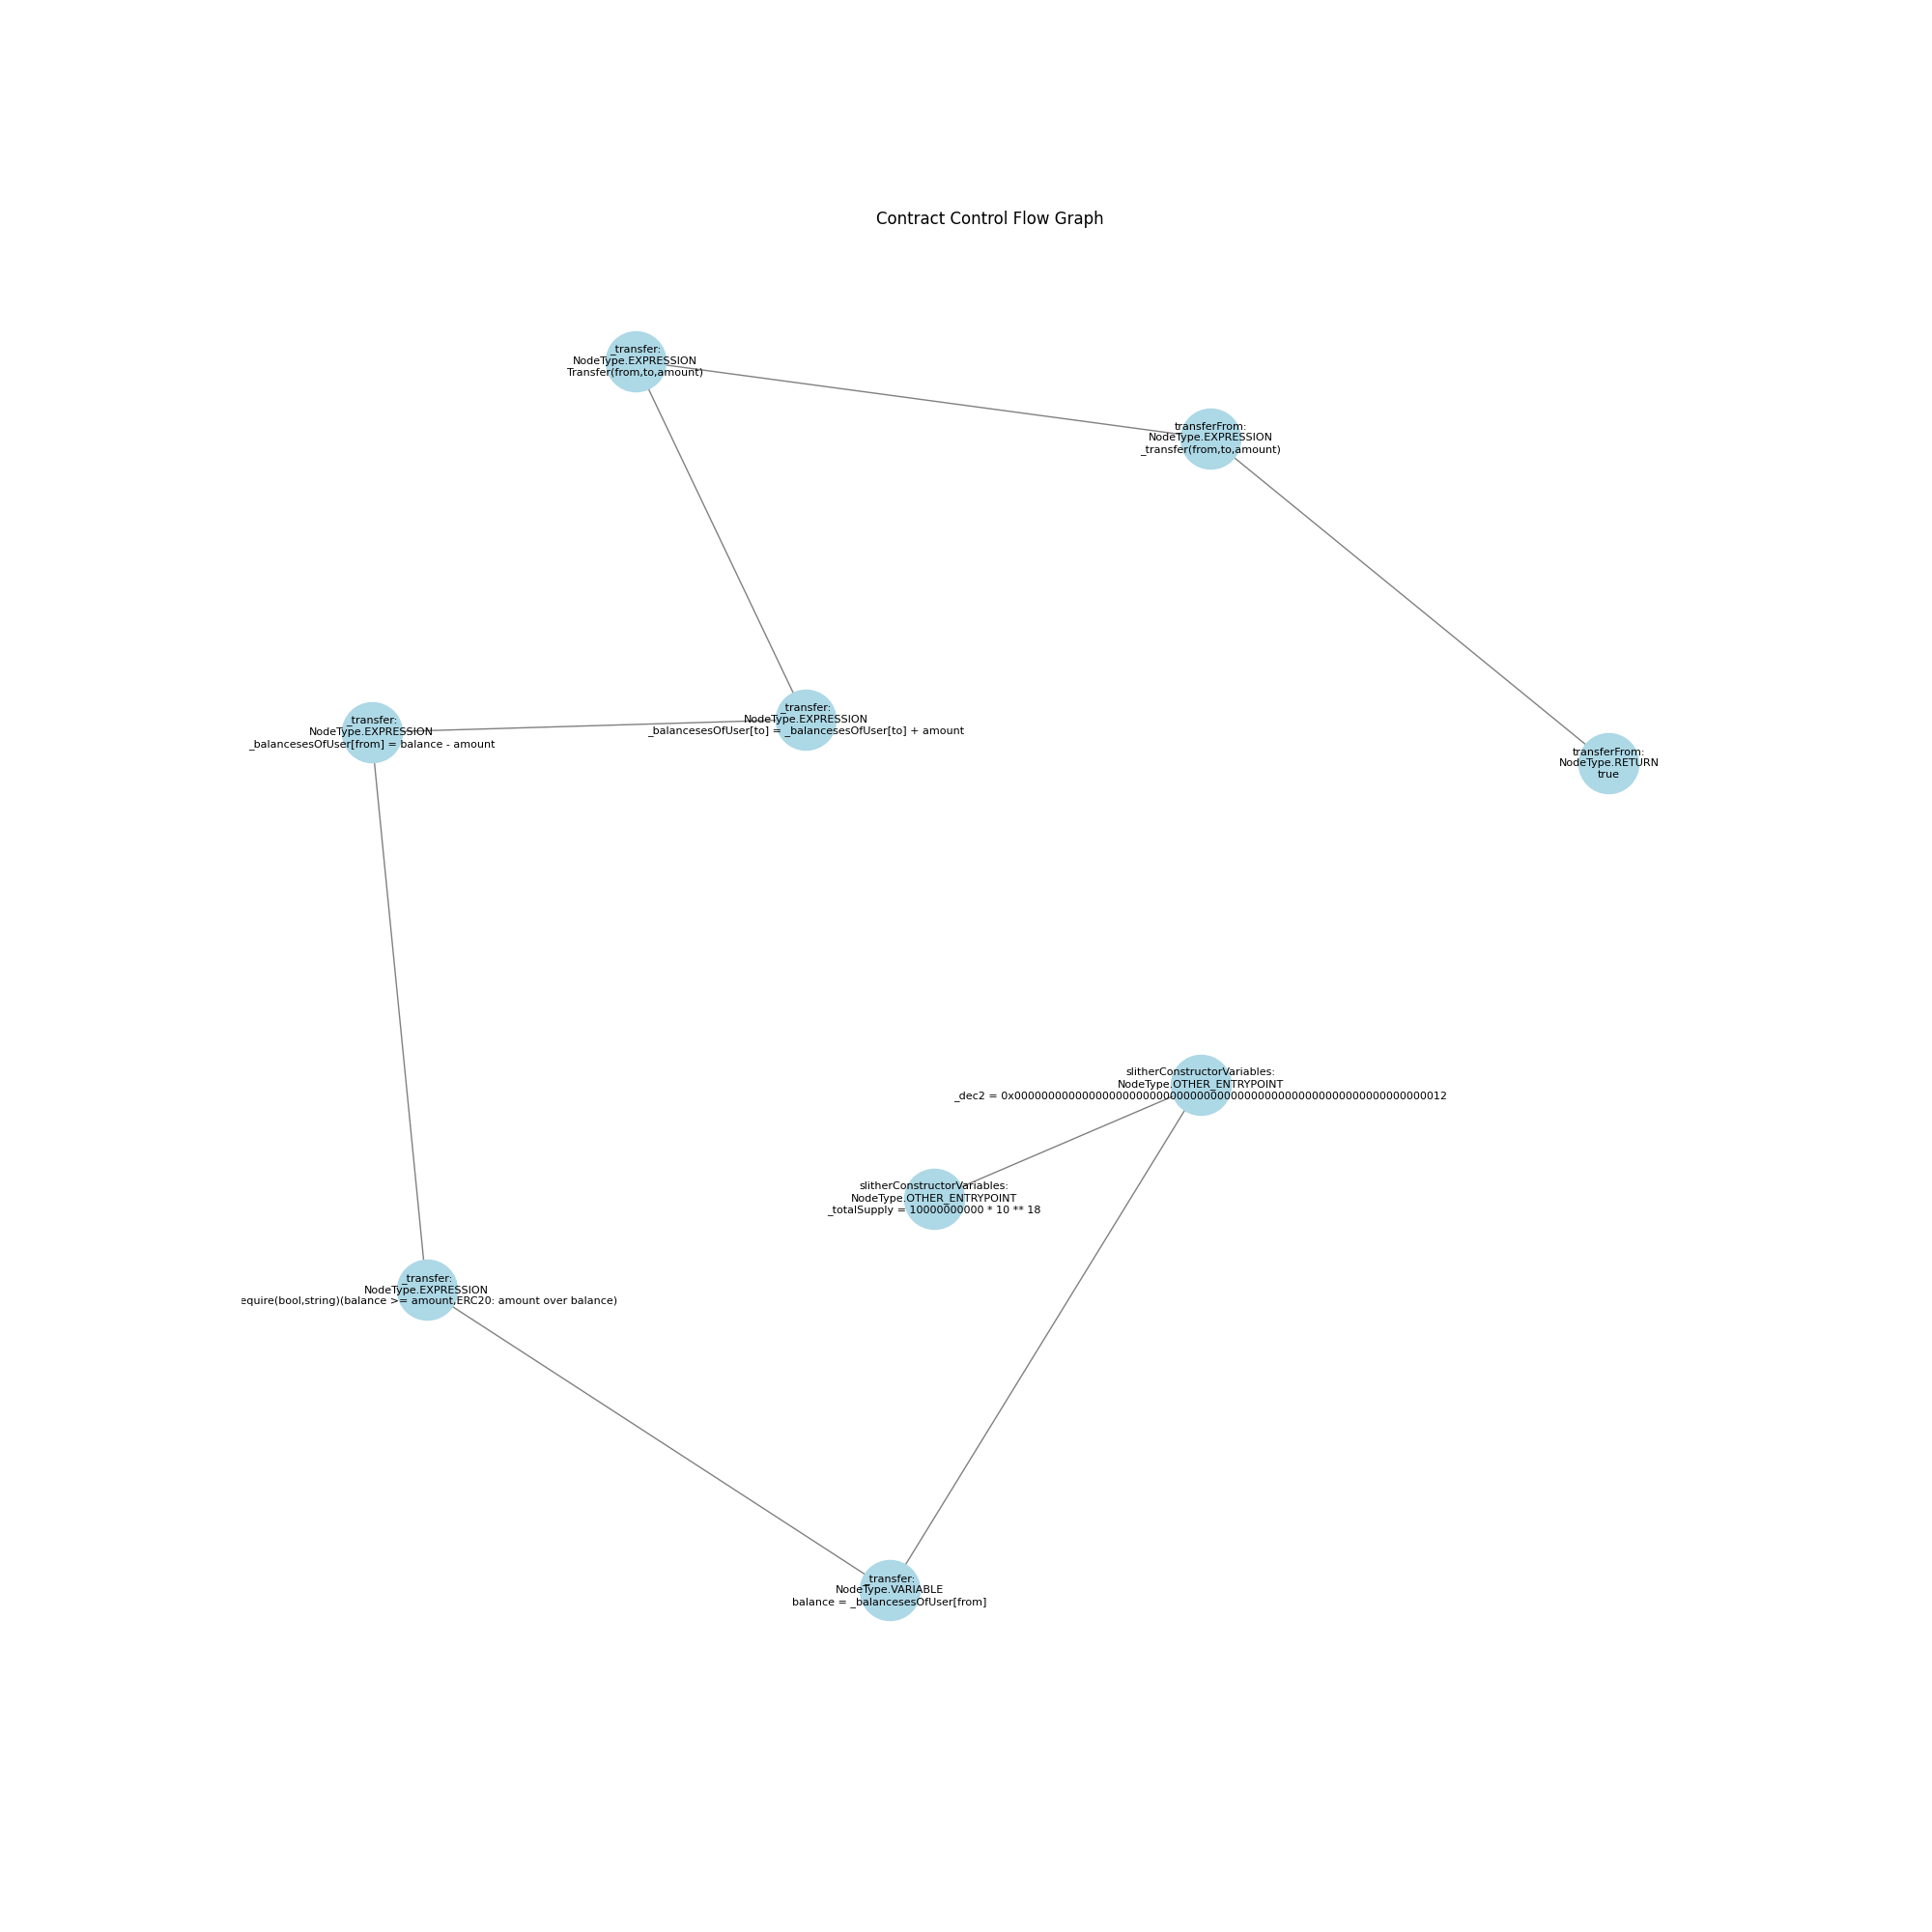 Contract Control Flow Graph
_transfer:
NodeType.EXPRESSION
Transfer(from,to,amount)
transferFrom:
NodeType.EXPRESSION
_transfer(from,to,amount)
_transfer:
NodeType.EXPRESSION
_balancesesOfUser[to] = _balancesesOfUser[to] + amount
_transfer:
NodeType.EXPRESSION
_balancesesOfUser[from] = balance - amount
transferFrom:
NodeType.RETURN
true
slitherConstructorVariables:
NodeType.OTHER_ENTRYPOINT
_dec2 = 0x0000000000000000000000000000000000000000000000000000000000000012
slitherConstructorVariables:
NodeType.OTHER_ENTRYPOINT
_totalSupply = 10000000000 * 10 ** 18
_transfer:
NodeType.EXPRESSION
equire(bool,string)(balance >= amount,ERC20: amount over balance)
_transfer:
NodeType.VARIABLE
balance = _balancesesOfUser[from]